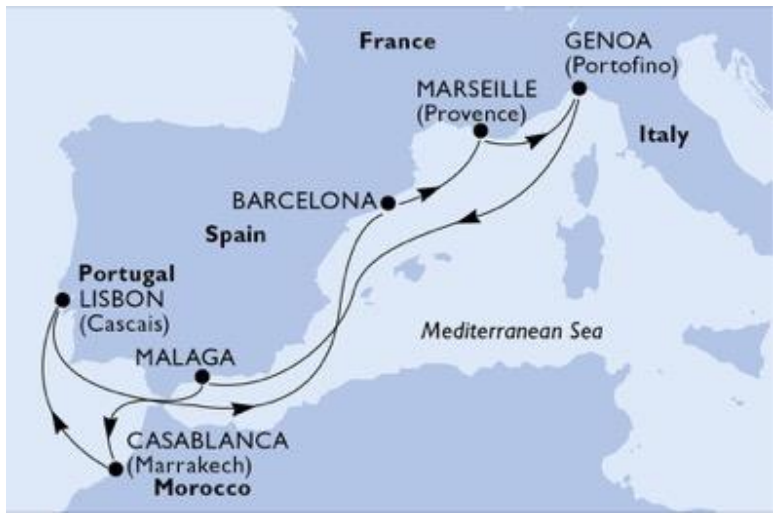 France
GENOA
(Portofino)
MARSEILLE
(Provence)
Italy
BARCELONA
Spain
Portugal
LISBON
(Cascais)
Mediterranean Sea
MALAGA
CASABLANCA
(Marrakech)
Morocco